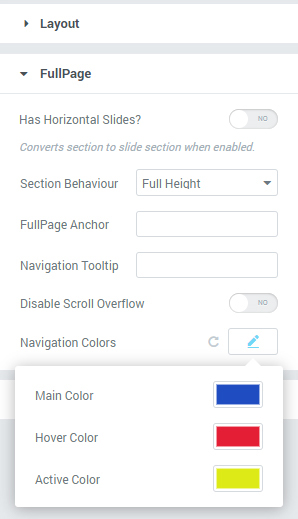 Layout
FullPage
Has Horizontal Slides? NO
Converts section to slide section when enabled.
Section Behaviour Full Height
FullPage Anchor
Navigation Tooltip
Disable Scroll Overflow NO
Navigation Colors
Main Color
Hover Color
Active Color